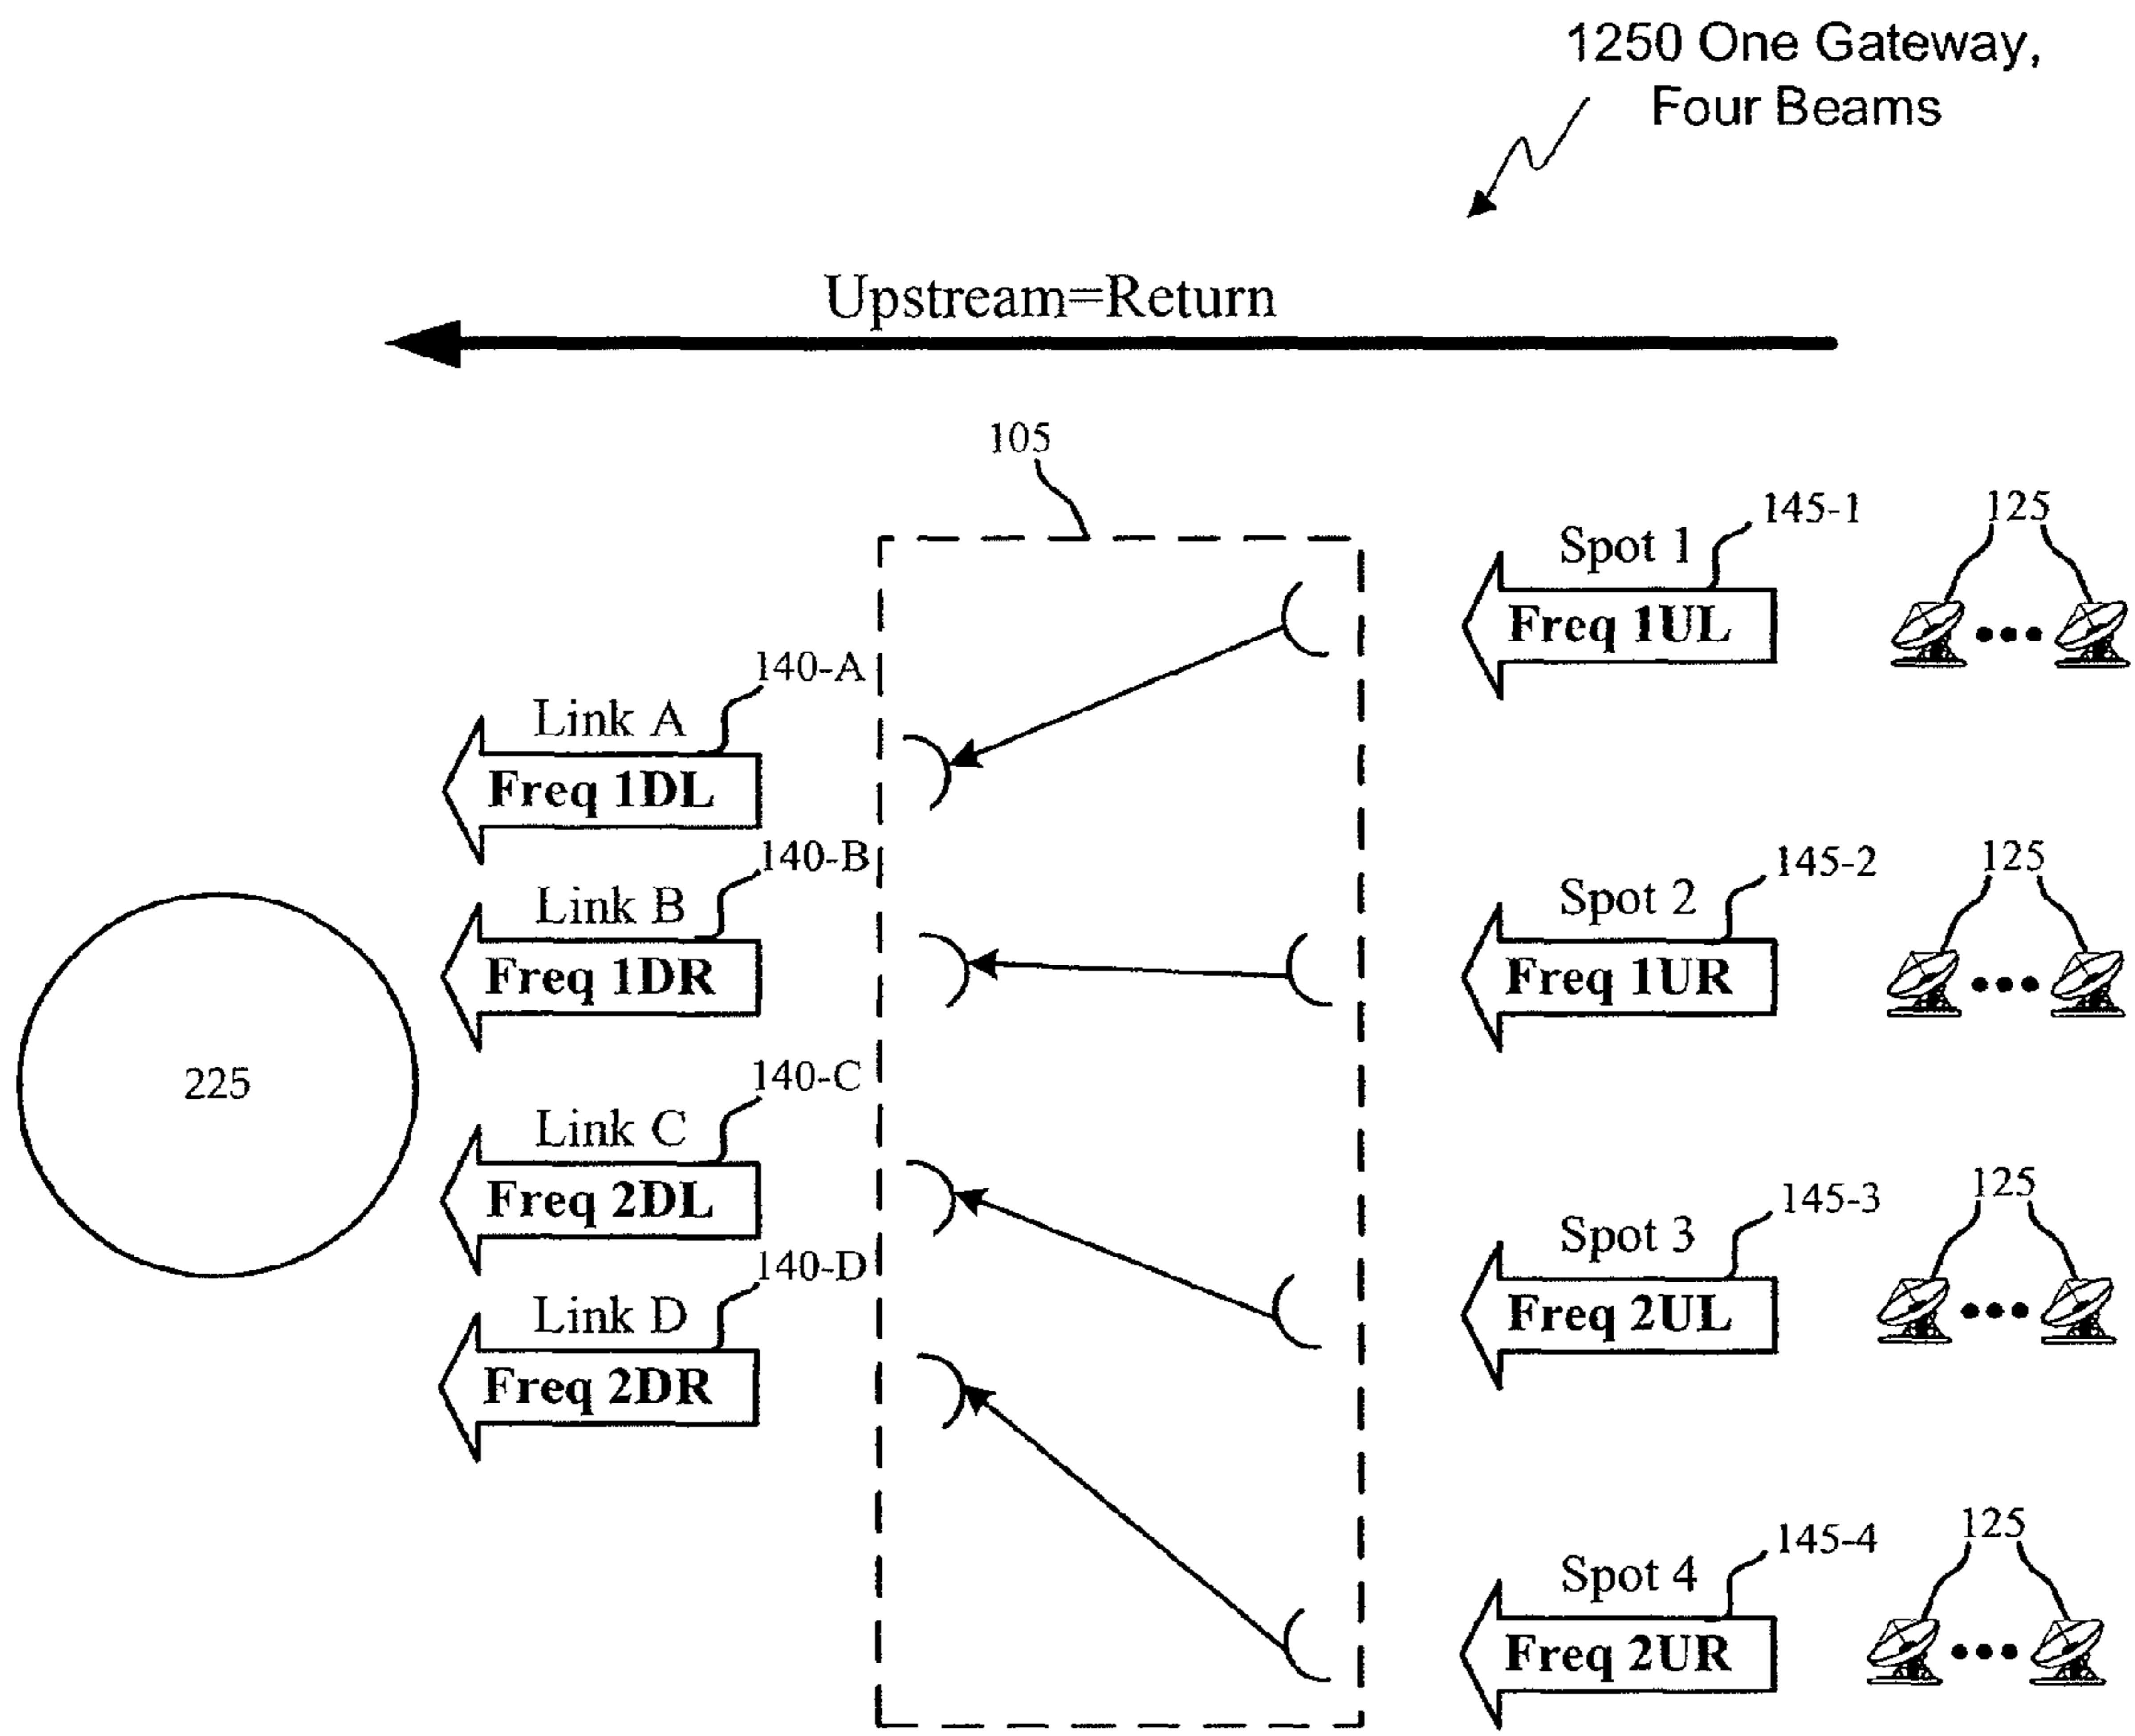 1250 One Gateway,
Four Beams
Upstream=Return
105
Spot 1
145-1
125
Freq 1UL
140-A
Link A
Freq 1DL
140-B
Link B
Freq 1DR
Spot 2
145-2
125
Freq 1UR
225
140-C
Link C
Freq 2DL
Spot 3
145-3
125
Freq 2UL
140-D
Link D
Freq 2DR
Spot 4
145-4
125
Freq 2UR